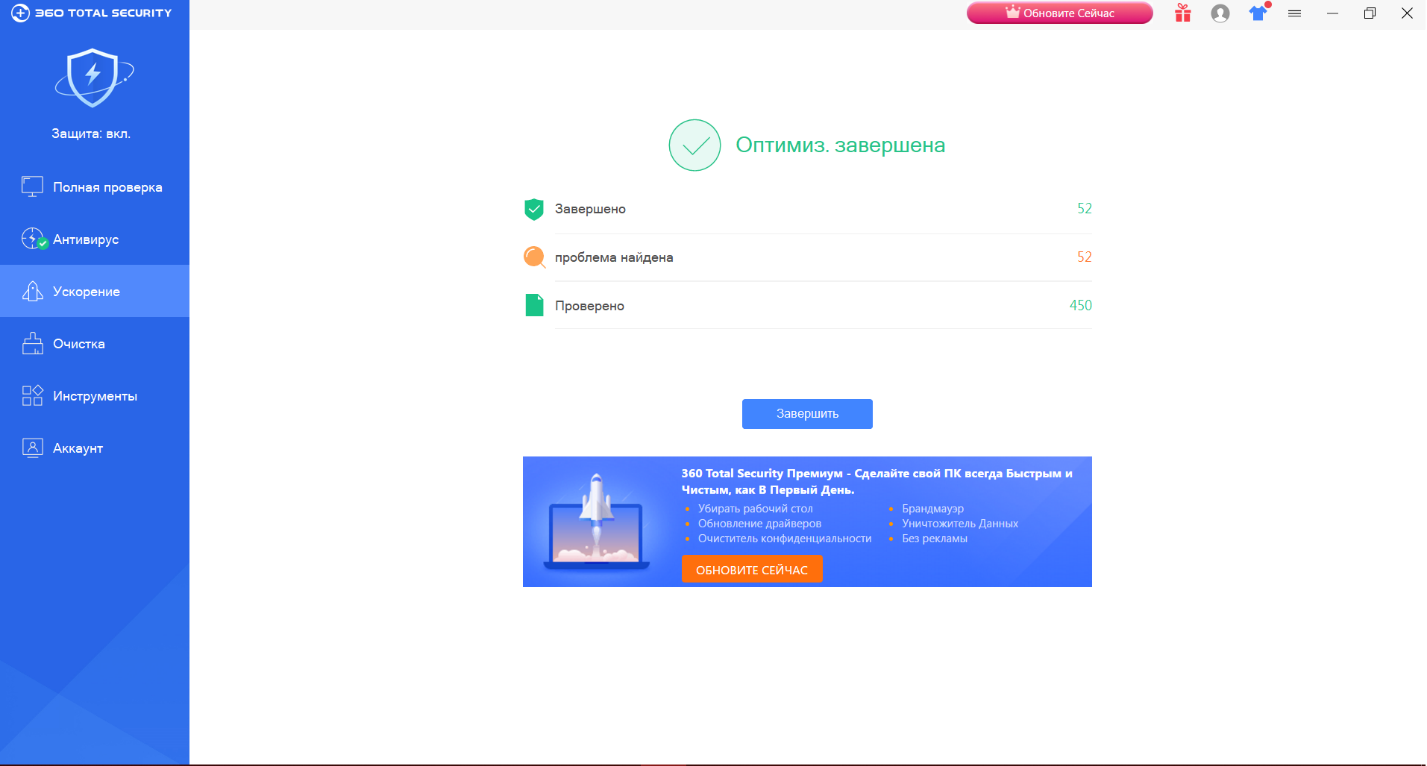 360 TOTAL SECURITY
Обновите Сейчас
Защита: вкл.
Полная проверка
Антивирус
Ускорение
Очистка
Инструменты
Аккаунт
Оптимиз. завершена
Завершено 52
проблема найдена 52
Проверено 450
Завершить
360 Total Security Премиум - Сделайте свой ПК всегда Быстрым и
Чистым, как В Первый День.
Убирать рабочий стол
Обновление драйверов
Очиститель конфиденциальности
Брандмауэр
Уничтожитель Данных
Без рекламы
ОБНОВИТЕ СЕЙЧАС